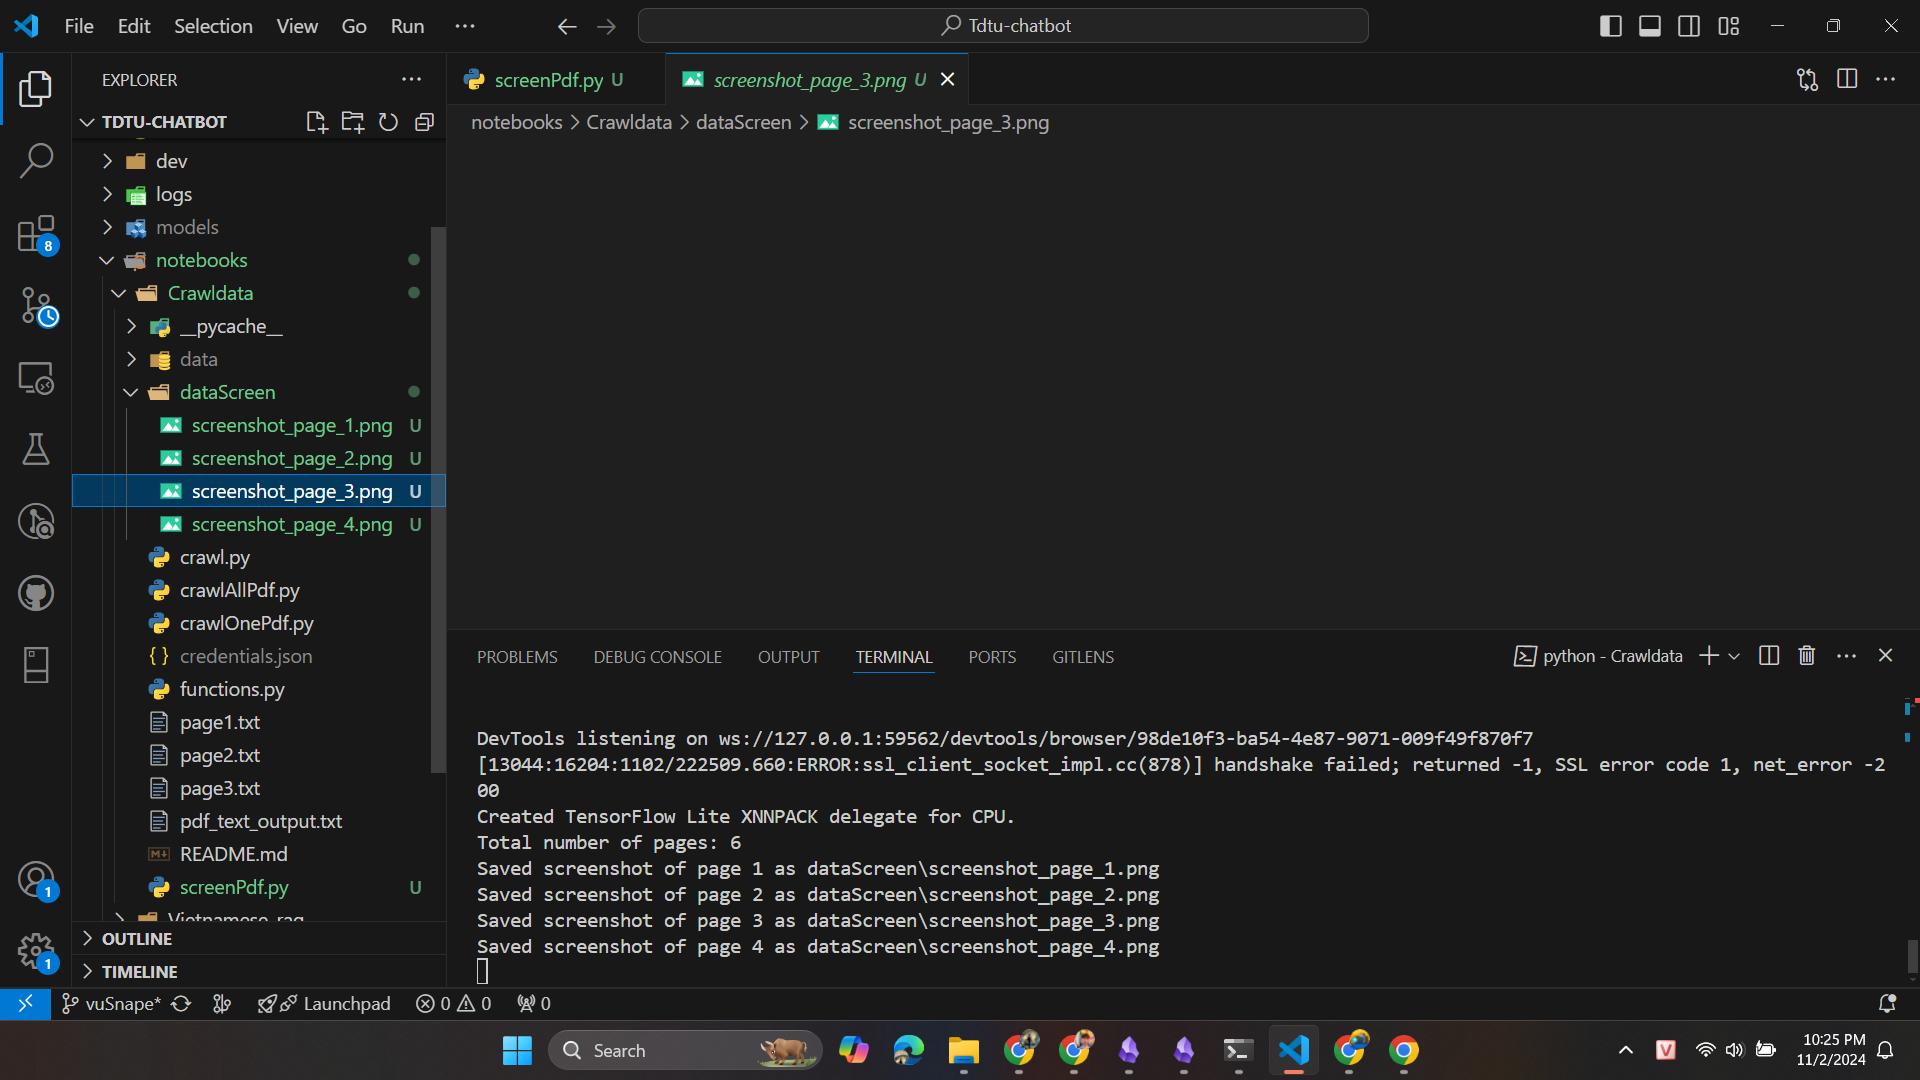 File Edit Selection View Go Run ···
Tdtu-chatbot
EXPLORER
screenPdf.py U
screenshot_page_3.png U
TDTU-CHATBOT
notebooks > Crawldata > dataScreen > screenshot_page_3.png
dev
logs
models
8
notebooks
Crawldata
__pycache__
data
dataScreen
screenshot_page_1.png U
screenshot_page_2.png U
screenshot_page_3.png U
screenshot_page_4.png U
crawl.py
crawlAllPdf.py
crawlOnePdf.py
credentials.json
functions.py
page1.txt
page2.txt
page3.txt
pdf_text_output.txt
README.md
screenPdf.py U
Vietnamese_rag
1
OUTLINE
1
TIMELINE
PROBLEMS DEBUG CONSOLE OUTPUT TERMINAL PORTS GITLENS
python - Crawldata
DevTools listening on ws://127.0.0.1:59562/devtools/browser/98de10f3-ba54-4e87-9071-009f49f870f7
[13044:16204:1102/222509.660:ERROR:ssl_client_socket_impl.cc(878)] handshake failed; returned -1, SSL error code 1, net_error -2
00
Created TensorFlow Lite XNNPACK delegate for CPU.
Total number of pages: 6
Saved screenshot of page 1 as dataScreen\screenshot_page_1.png
Saved screenshot of page 2 as dataScreen\screenshot_page_2.png
Saved screenshot of page 3 as dataScreen\screenshot_page_3.png
Saved screenshot of page 4 as dataScreen\screenshot_page_4.png
vuSnape* Launchpad 0 0 0
Search
V
10:25 PM
11/2/2024